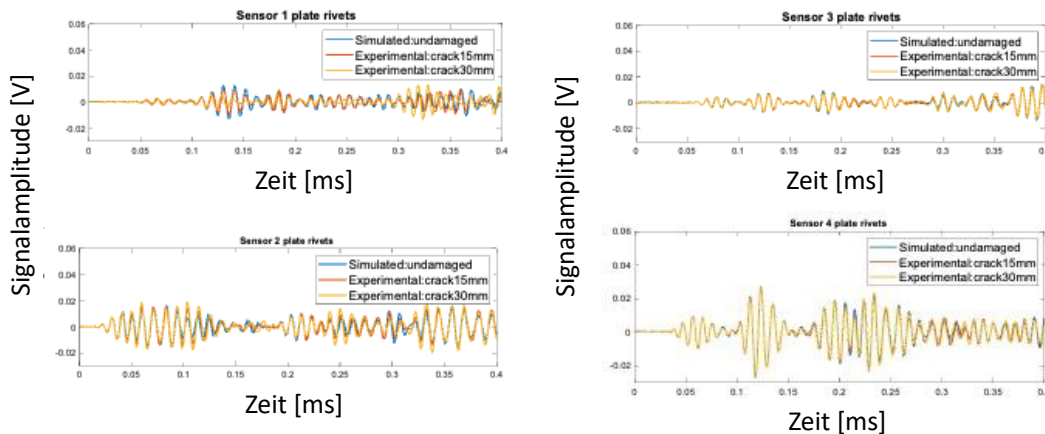 Sensor 1 plate rivets
0.06
0.04
0.02
0
-0.02
Simulated:undamaged
Experimental:crack15mm
Experimental:crack30mm
0 0.05 0.1 0.15 0.2 0.25 0.3 0.35 0.4
Signalamplitude [V]
Zeit [ms]
Sensor 2 plate rivets
0.06
0.04
0.02
0
-0.02
Simulated:undamaged
Experimental:crack15mm
Experimental:crack30mm
0 0.05 0.1 0.15 0.2 0.25 0.3 0.35 0.4
Zeit [ms]
Sensor 3 plate rivets
0.06
0.04
0.02
0
-0.02
Simulated:undamaged
Experimental:crack15mm
Experimental:crack30mm
0 0.05 0.1 0.15 0.2 0.25 0.3 0.35 0.4
Signalamplitude [V]
Zeit [ms]
Sensor 4 plate rivets
0.06
0.04
0.02
0
-0.02
Simulated:undamaged
Experimental:crack15mm
Experimental:crack30mm
0 0.05 0.1 0.15 0.2 0.25 0.3 0.35 0.4
Zeit [ms]